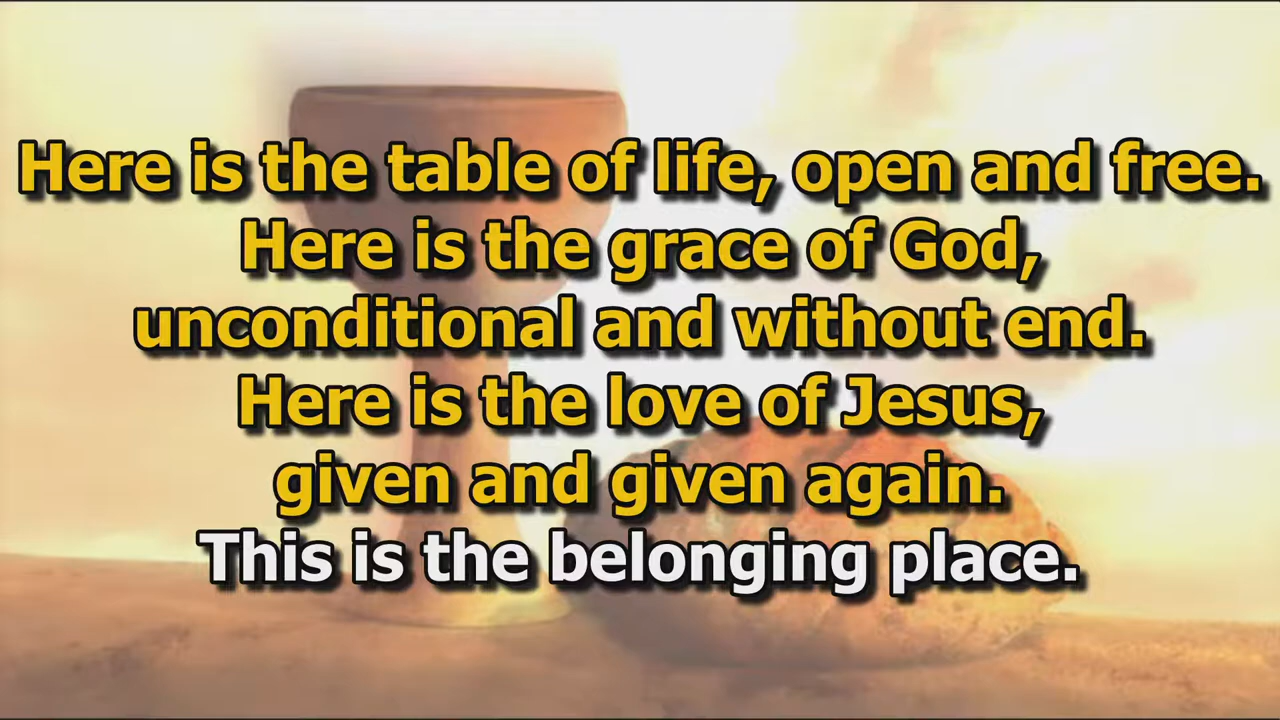 Here is the table of life, open and free.
Here is the grace of God,
unconditional and without end.
Here is the love of Jesus,
given and given again.
This is the belonging place.